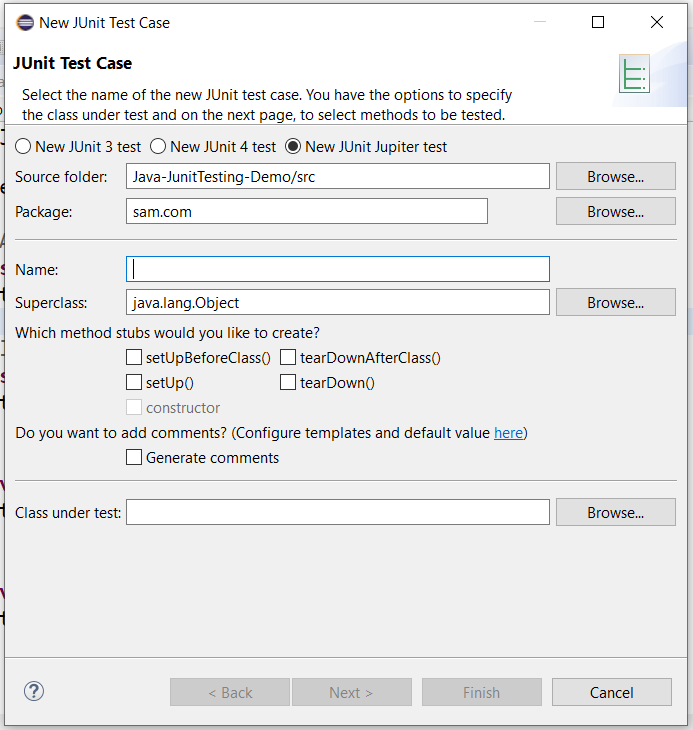 New JUnit Test Case
JUnit Test Case
Select the name of the new JUnit test case. You have the options to specify
the class under test and on the next page, to select methods to be tested.
New JUnit 3 test New JUnit 4 test New JUnit Jupiter test
Source folder: Java-JunitTesting-Demo/src Browse...
Package: sam.com Browse...
Name:
Superclass: java.lang.Object Browse...
Which method stubs would you like to create?
setUpBeforeClass() tearDownAfterClass()
setUp() tearDown()
constructor
Do you want to add comments? (Configure templates and default value here)
Generate comments
Class under test: Browse...
? < Back Next > Finish Cancel